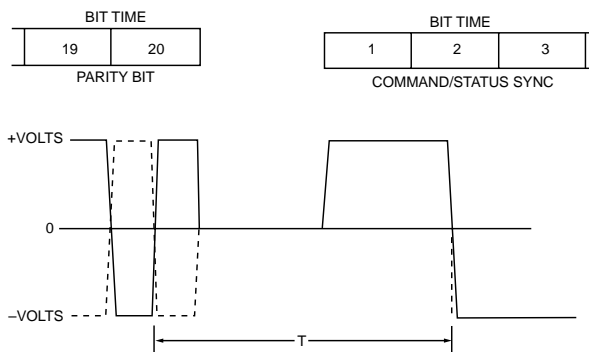 BIT TIME
19 20
PARITY BIT
BIT TIME
1 2 3
COMMAND/STATUS SYNC
+VOLTS
0
–VOLTS
T